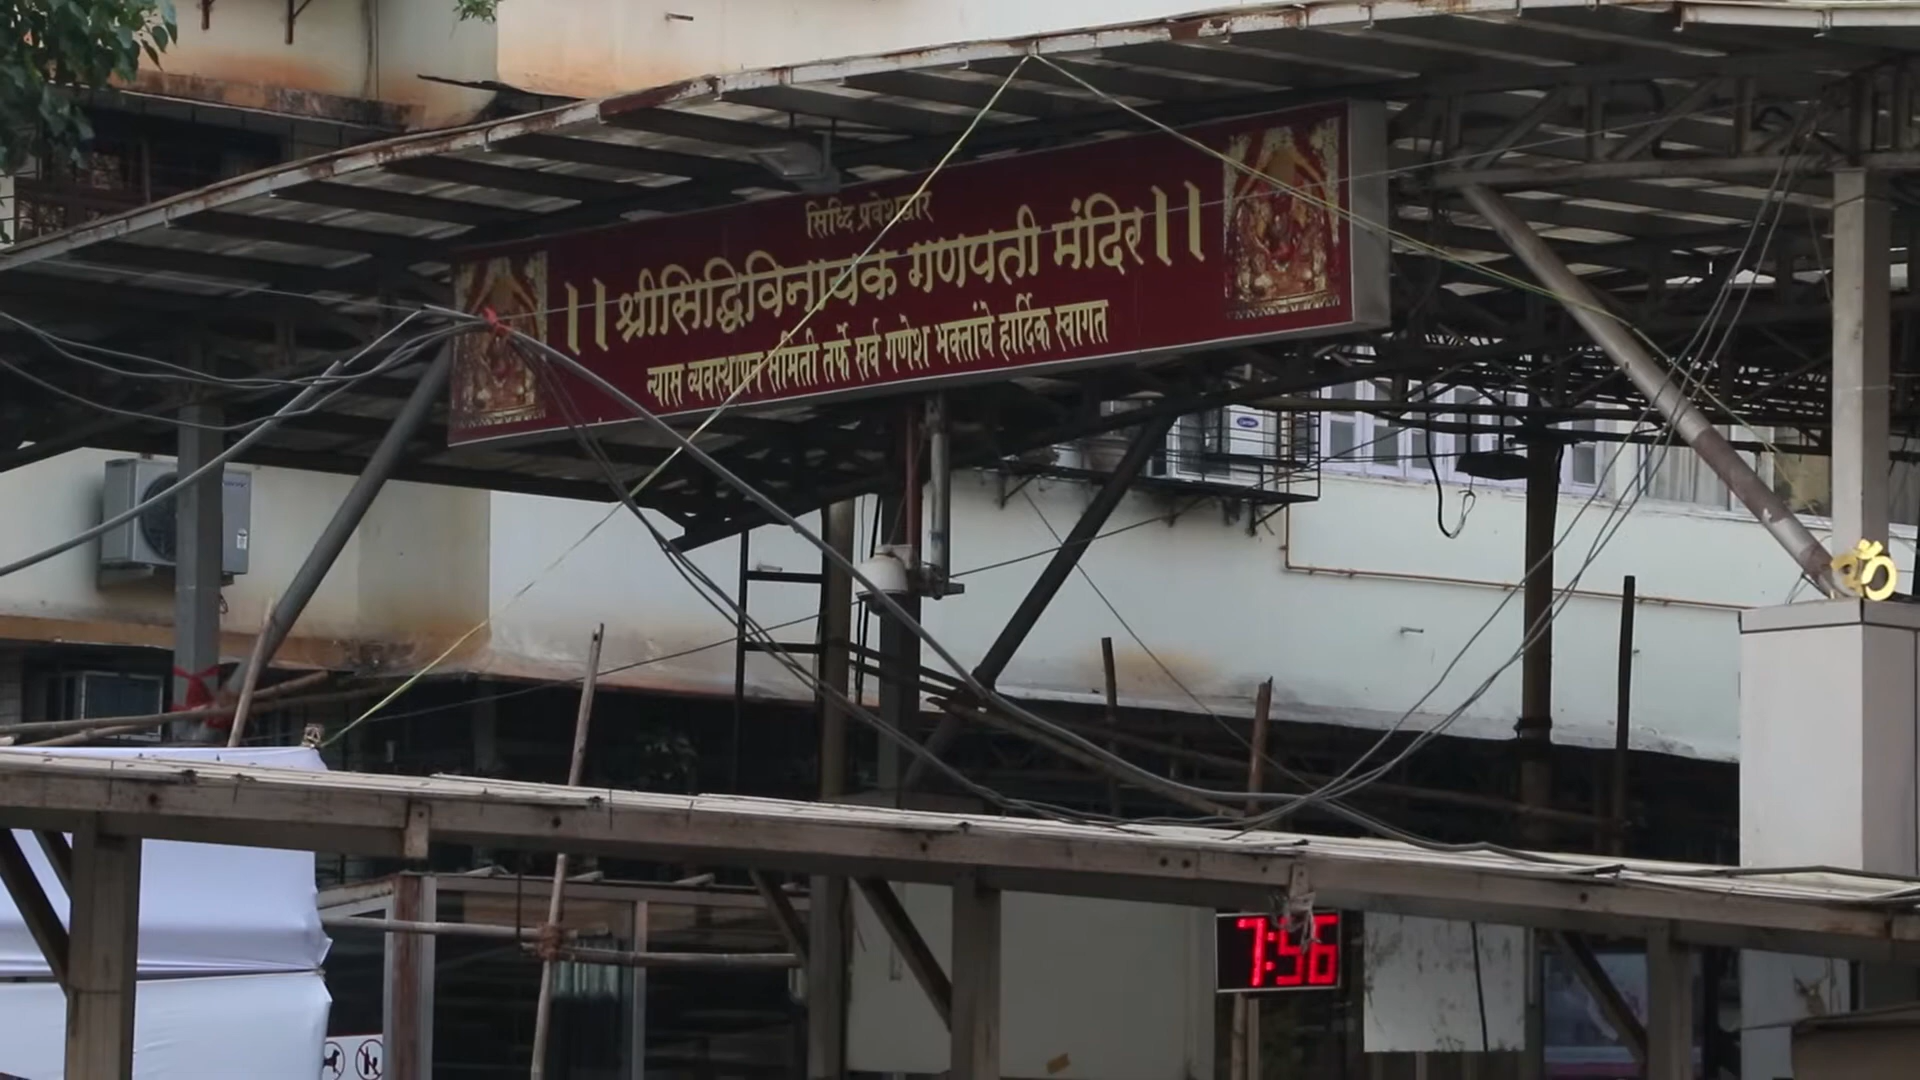 सिध्दि प्रवेशद्वार
||श्रीसिद्धिविनायक गणपती मंदिर||
न्यास व्यवस्थापन समिती तर्फे सर्व गणेश भक्तांचे हार्दिक स्वागत
ॐ
7:56